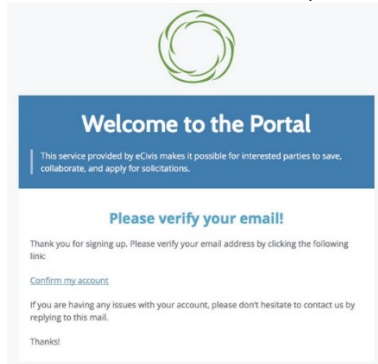 Welcome to the Portal
This service provided by eCivis makes it possible for interested parties to save,
collaborate, and apply for solicitations.
Please verify your email!
Thank you for signing up. Please verify your email address by clicking the following
link:
Confirm my account
If you are having any issues with your account, please don't hesitate to contact us by
replying to this mail.
Thanks!